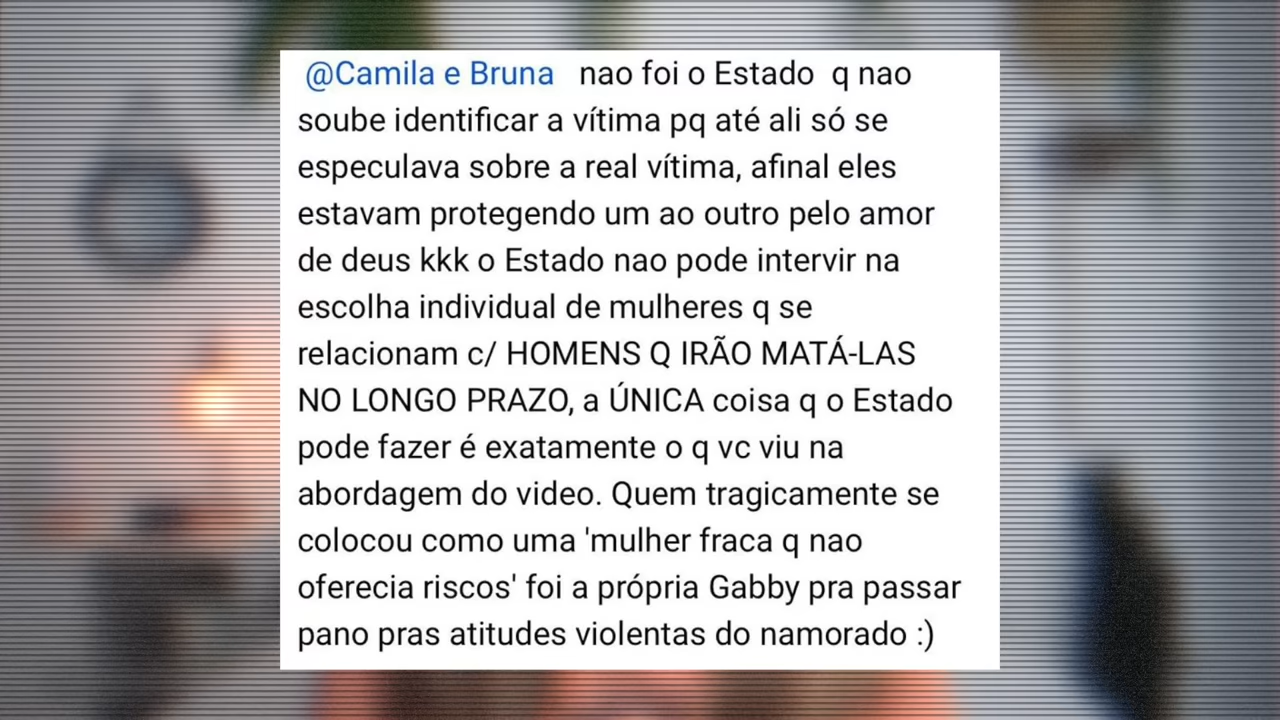 @Camila e Bruna nao foi o Estado q nao
soube identificar a vítima pq até ali só se
especulava sobre a real vítima, afinal eles
estavam protegendo um ao outro pelo amor
de deus kkk o Estado nao pode intervir na
escolha individual de mulheres q se
relacionam c/ HOMENS Q IRÃO MATÁ-LAS
NO LONGO PRAZO, a ÚNICA coisa q o Estado
pode fazer é exatamente o q vc viu na
abordagem do video. Quem tragicamente se
colocou como uma 'mulher fraca q nao
oferecia riscos' foi a própria Gabby pra passar
pano pras atitudes violentas do namorado :)